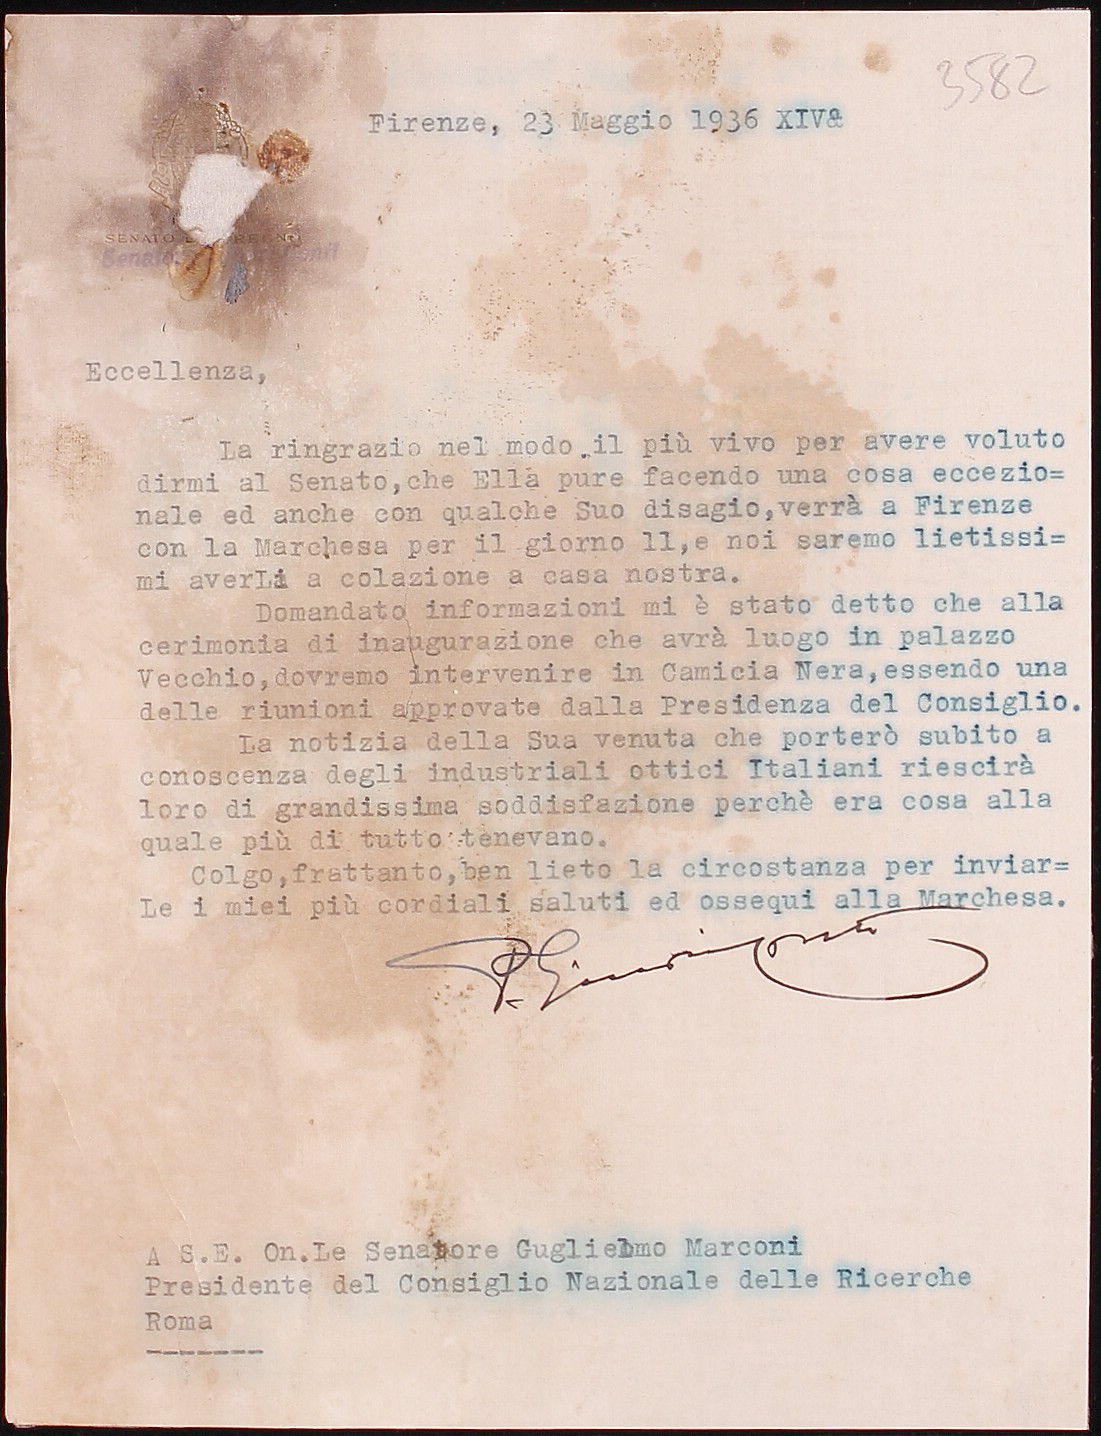 3582
Firenze, 23 Maggio 1936 XIVa
SENATO
Eccellenza,
La ringrazio nel modo il più vivo per avere voluto
dirmi al Senato,che Ella pure facendo una cosa eccezio=
nale ed anche con qualche Suo disagio,verrà a Firenze
con la Marchesa per il giorno 11,e noi saremo lietissi=
mi averLi a colazione a casa nostra.
Domandato informazioni mi è stato detto che alla
cerimonia di inaugurazione che avrà luogo in palazzo
Vecchio,dovremo intervenire in Camicia Nera,essendo una
delle riunioni approvate dalla Presidenza del Consiglio.
La notizia della Sua venuta che porterò subito a
conoscenza degli industriali ottici Italiani riescirà
loro di grandissima soddisfazione perchè era cosa alla
quale più di tutto tenevano.
Colgo,frattanto,ben lieto la circostanza per inviar=
Le i miei più cordiali saluti ed ossequi alla Marchesa.
A S.E. On.Le Senatore Guglielmo Marconi
Presidente del Consiglio Nazionale delle Ricerche
Roma